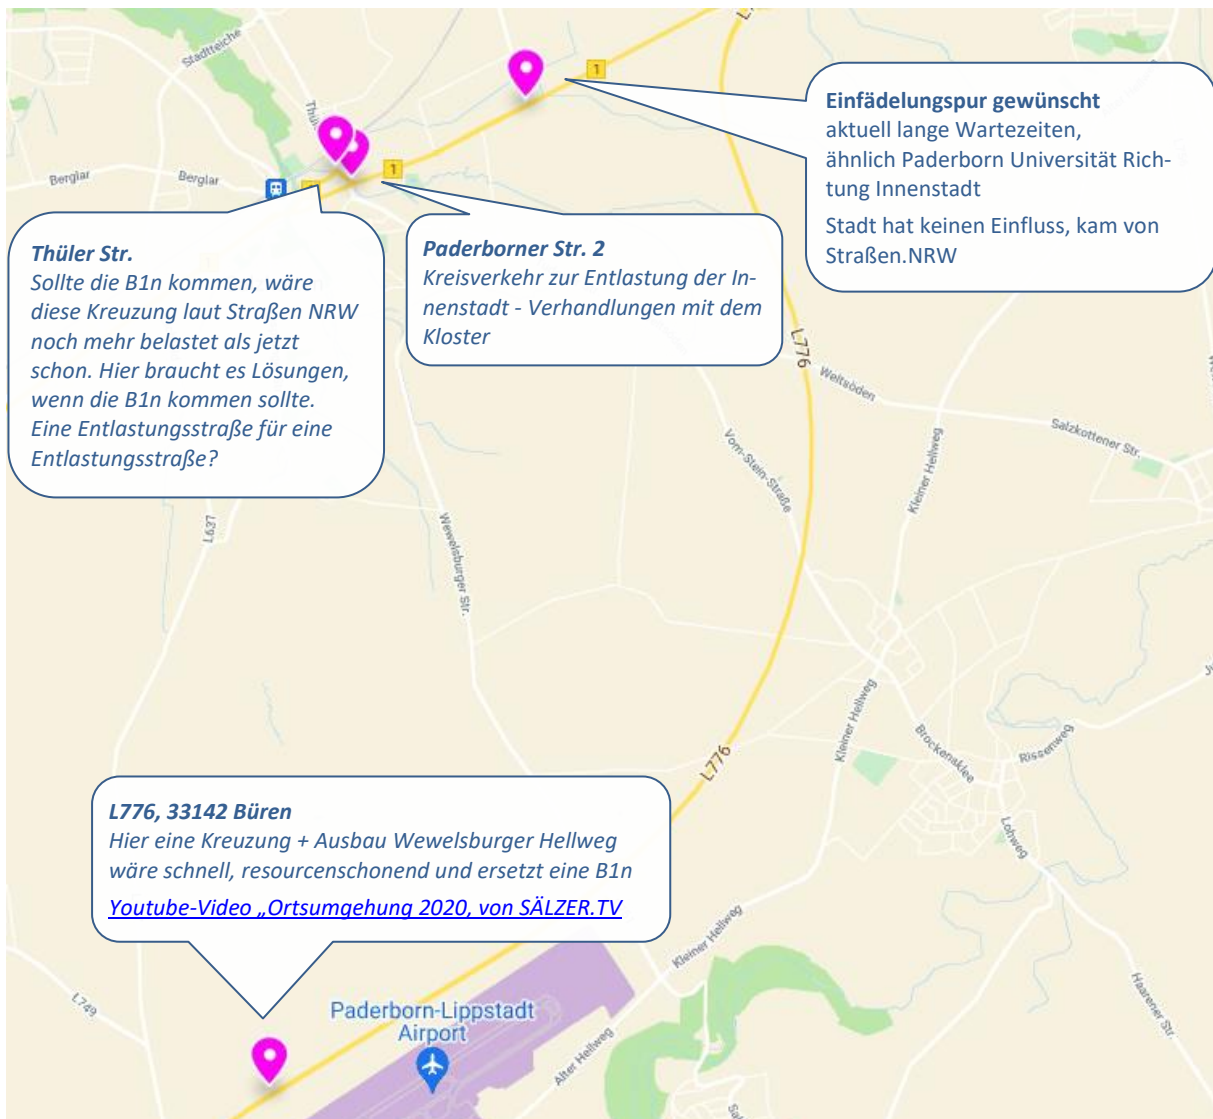 Stadtteiche
Thül
1
Einfädelungspur gewünscht
aktuell lange Wartezeiten,
ähnlich Paderborn Universität Rich-
tung Innenstadt
Stadt hat keinen Einfluss, kam von
Straßen.NRW
Berglar
Berglar
1
Thüler Str.
Sollte die B1n kommen, wäre
diese Kreuzung laut Straßen NRW
noch mehr belastet als jetzt
schon. Hier braucht es Lösungen,
wenn die B1n kommen sollte.
Eine Entlastungsstraße für eine
Entlastungsstraße?
Paderborner Str. 2
Kreisverkehr zur Entlastung der In-
nenstadt - Verhandlungen mit dem
Kloster
L776
Weltsöden
Salzkottener Str.
Kleiner Hellweg
Vom-Stein-Straße
L637
Wewelsburger Str.
Kleiner Hellweg
L776
Brockenaklee
Rissenweg
Lohweg
L776, 33142 Büren
Hier eine Kreuzung + Ausbau Wewelsburger Hellweg
wäre schnell, resourcenschonend und ersetzt eine B1n
Youtube-Video „Ortsumgehung 2020, von SÄLZER.TV
Kleiner Hellweg
L749
Paderborn-Lippstadt
Airport
Alter Hellweg
Haarener Str.